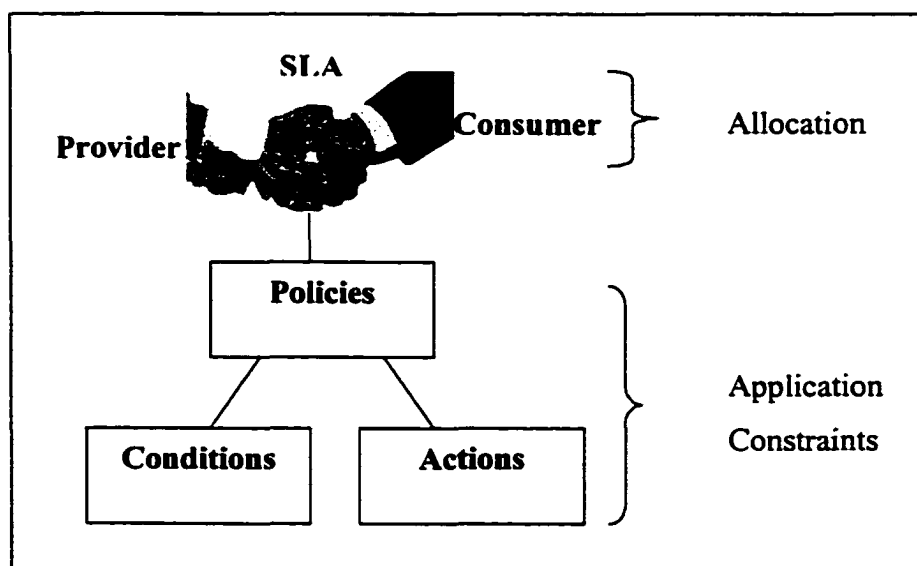 SLA
Provider
Consumer
Allocation
Policies
Application
Constraints
Conditions
Actions